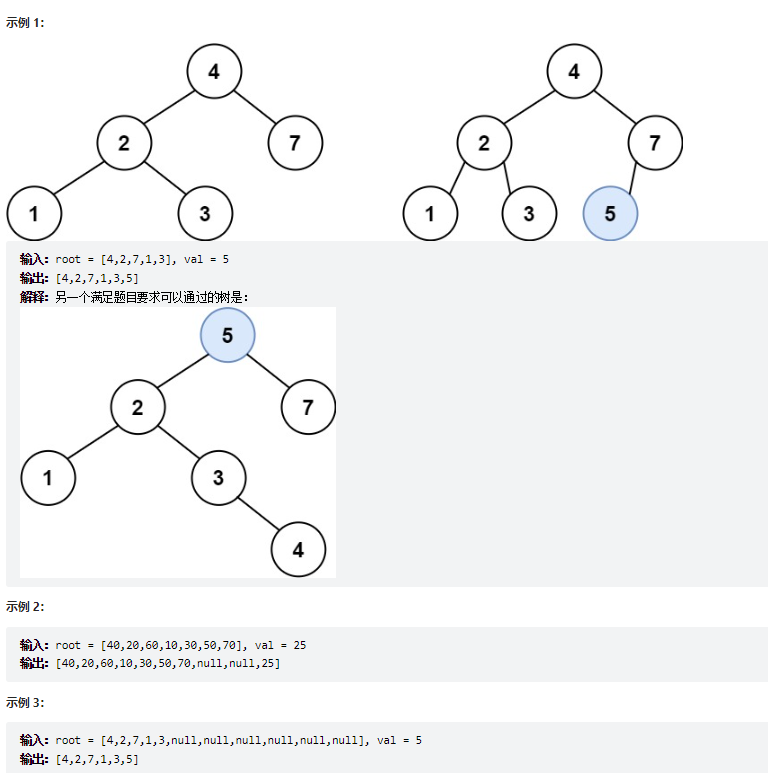 示例 1：
4
4
2
7
2
7
1
3
1
3
5
输入：root = [4,2,7,1,3], val = 5
输出：[4,2,7,1,3,5]
解释：另一个满足题目要求可以通过的树是：
5
2
7
1
3
4
示例 2：
输入：root = [40,20,60,10,30,50,70], val = 25
输出：[40,20,60,10,30,50,70,null,null,25]
示例 3：
输入：root = [4,2,7,1,3,null,null,null,null,null,null], val = 5
输出：[4,2,7,1,3,5]